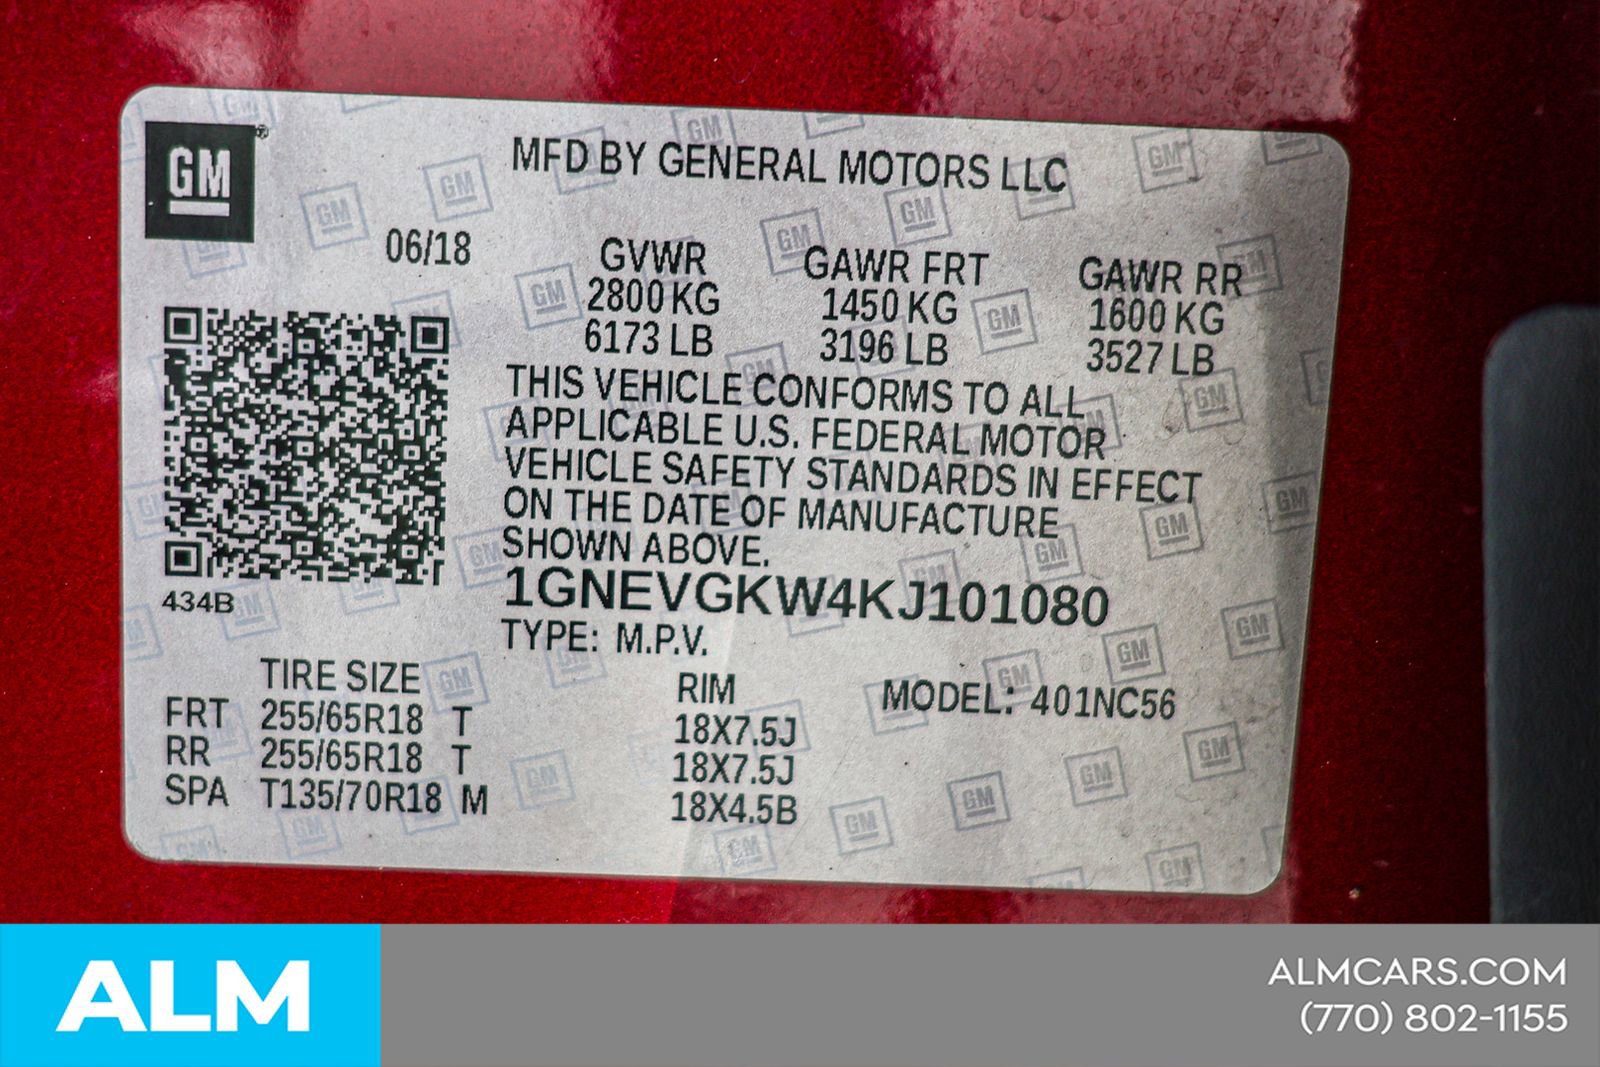 GM
MFD BY GENERAL MOTORS LLC
06/18
GVWR GAWR FRT GAWR RR
2800 KG 1450 KG 1600 KG
6173 LB 3196 LB 3527 LB
THIS VEHICLE CONFORMS TO ALL
APPLICABLE U.S. FEDERAL MOTOR
VEHICLE SAFETY STANDARDS IN EFFECT
ON THE DATE OF MANUFACTURE
SHOWN ABOVE.
434B
1GNEVGKW4KJ101080
TYPE: M.P.V.
TIRE SIZE RIM MODEL: 401NC56
FRT 255/65R18 T 18X7.5J
RR 255/65R18 T 18X7.5J
SPA T135/70R18 M 18X4.5B
ALM
ALMCARS.COM
(770) 802-1155